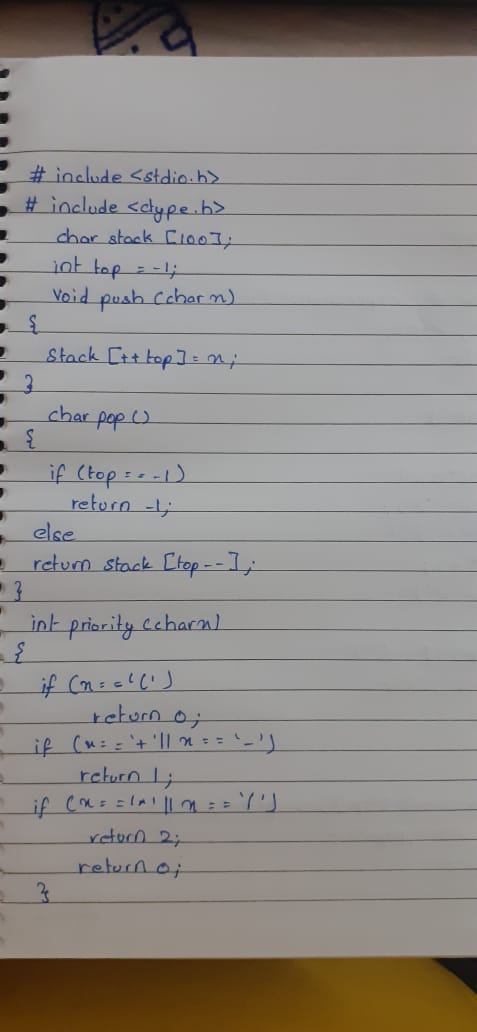 # include <stdio.h>
# include <ctype.h>
char stack [100];
int top = -1;
void push (char x)
{
Stack [++ top] = x;
}
char pop ()
{
if (top == -1)
return -1;
else
return stack [top--];
}
int priority (char x)
{
if (x == '(')
return 0;
if (x == '+' || x == '-')
return 1;
if (x == '*' || x == '/')
return 2;
return 0;
}